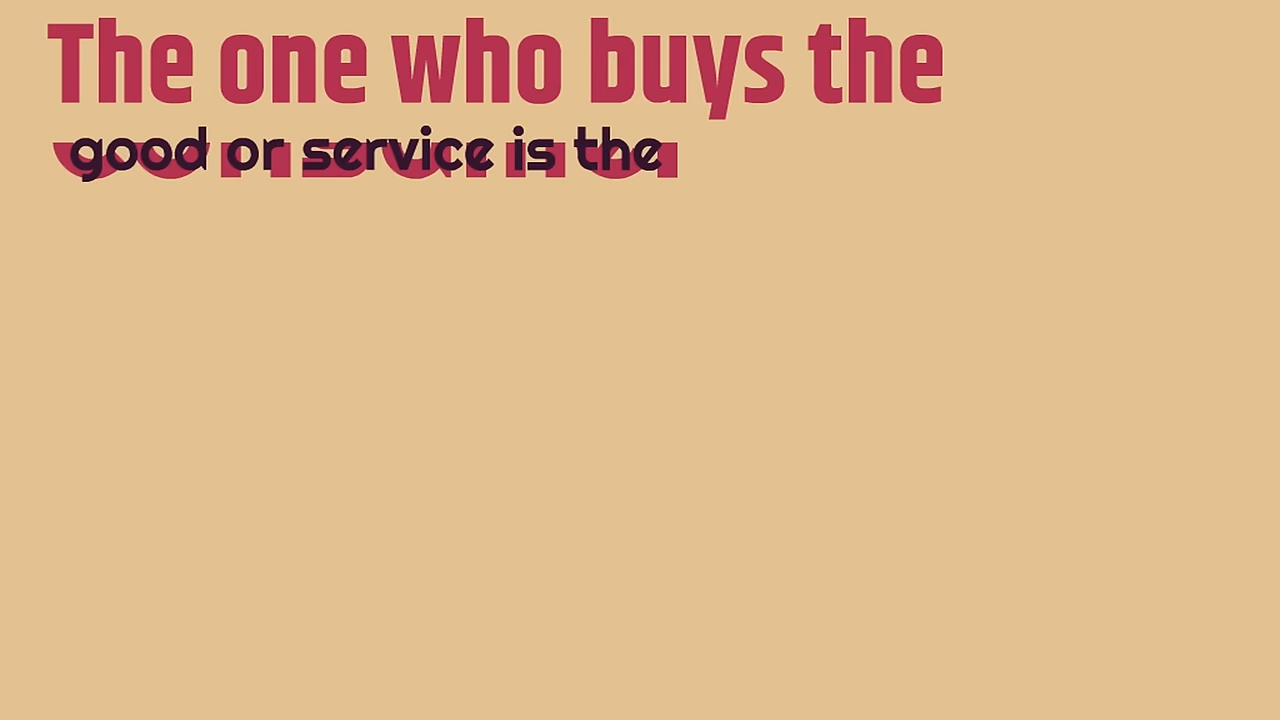 The one who buys the
good or service is the